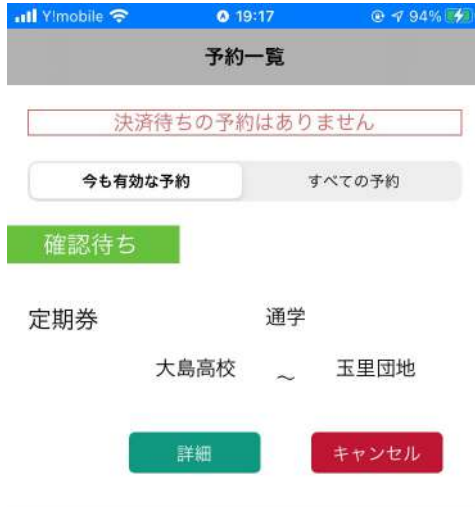 Y!mobile 19:17 94%
予約一覧
決済待ちの予約はありません
今も有効な予約 すべての予約
確認待ち
定期券 通学
大島高校 ~ 玉里団地
詳細 キャンセル